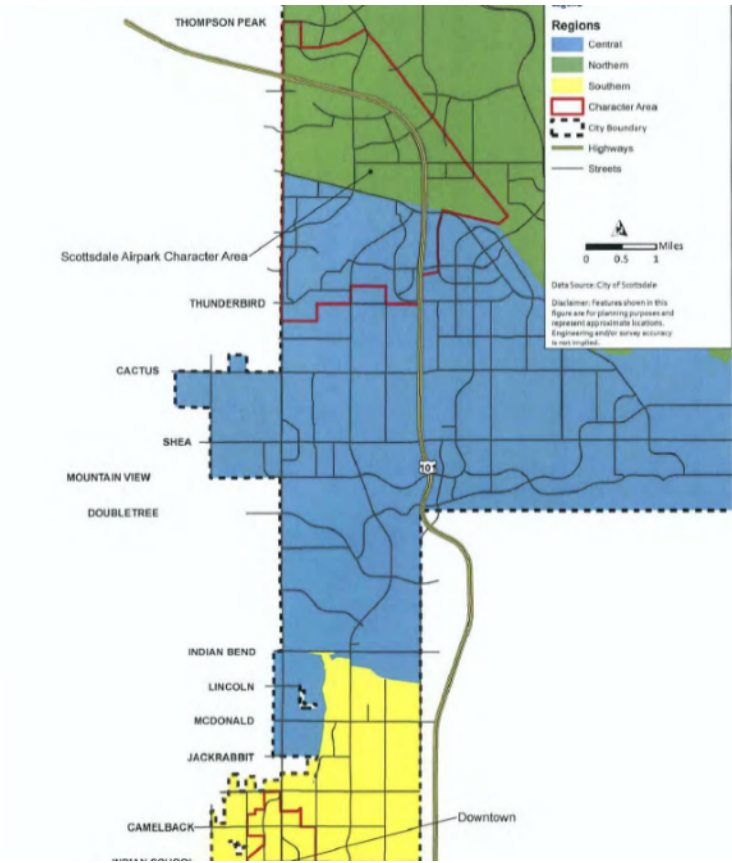 THOMPSON PEAK
Regions
Central
Northern
Southern
Character Area
City Boundary
Highways
Streets
Miles
0 0.5 1
Data Source: City of Scottsdale
Disclaimer: Features shown in this
figure are for planning purposes and
represent approximate locations.
Engineering and/or survey accuracy
is not implied.
Scottsdale Airpark Character Area
THUNDERBIRD
CACTUS
SHEA
101
MOUNTAIN VIEW
DOUBLETREE
INDIAN BEND
LINCOLN
MCDONALD
JACKRABBIT
Downtown
CAMELBACK
INDIAN SCHOOL